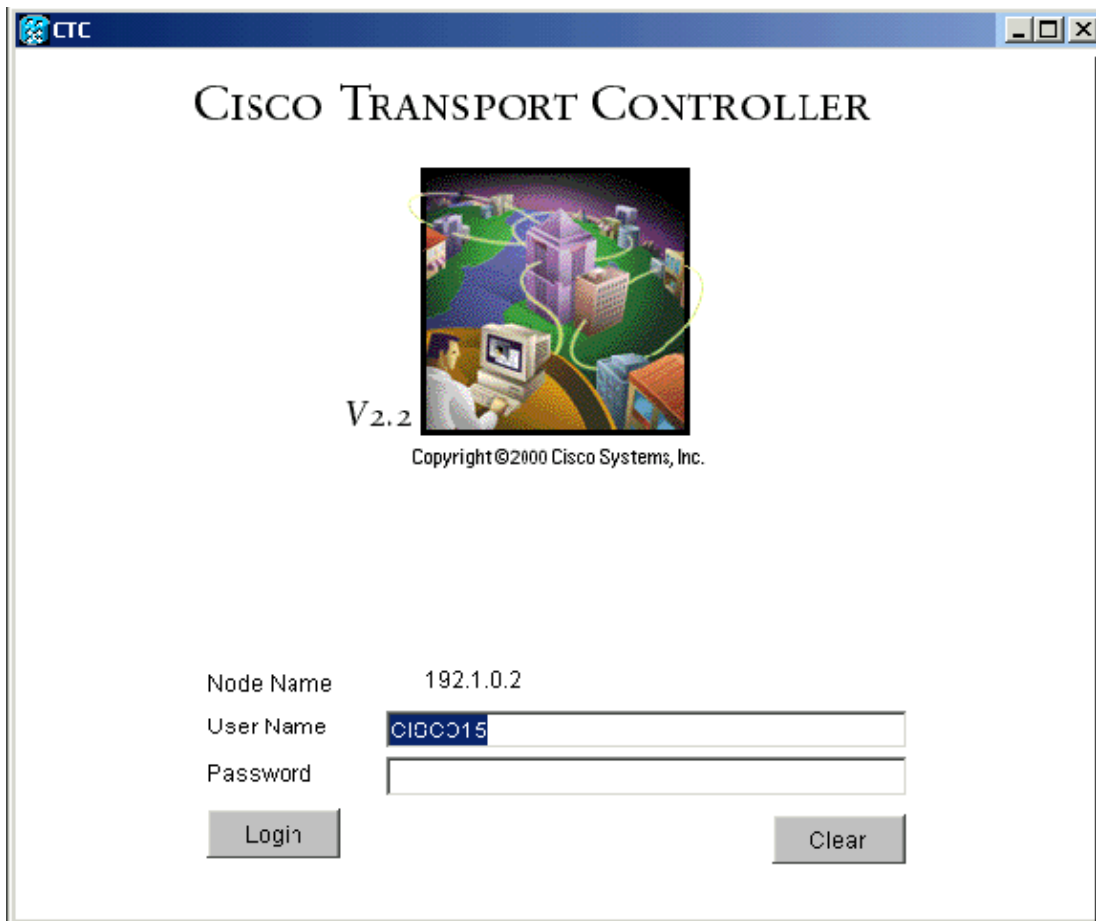 CTC
CISCO TRANSPORT CONTROLLER
V2.2
Copyright©2000 Cisco Systems, Inc.
Node Name 192.1.0.2
User Name CISCO15
Password
Login Clear